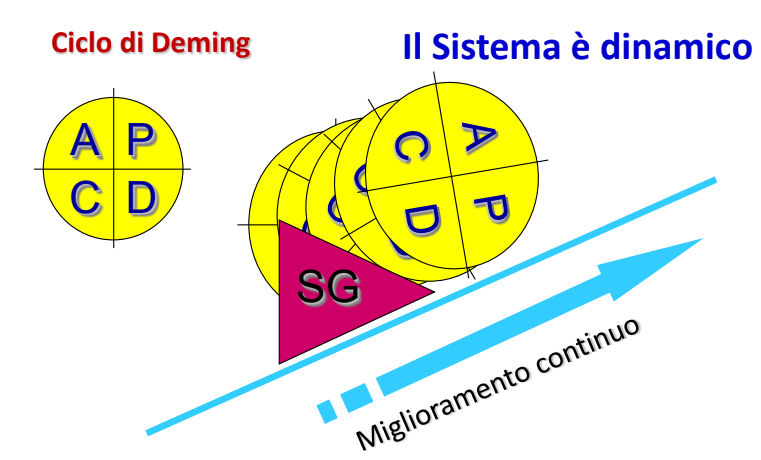 Ciclo di Deming
Il Sistema è dinamico
A P
C D
C A
D P
SG
Miglioramento continuo